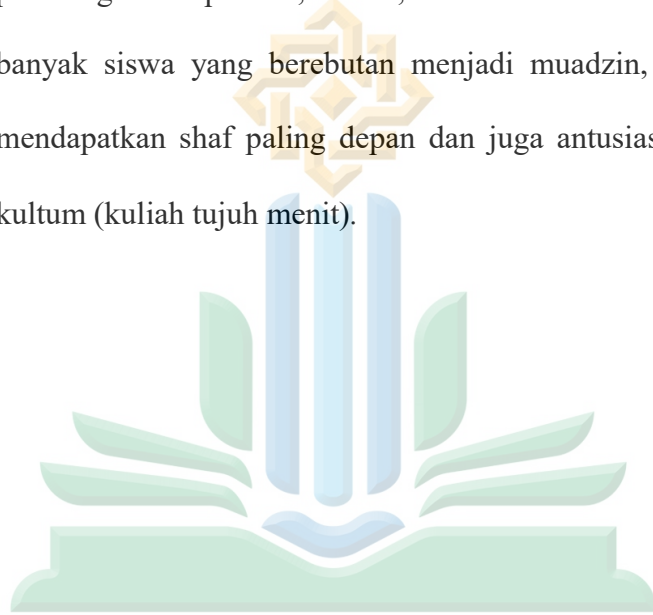 banyak siswa yang berebutan menjadi muadzin,
mendapatkan shaf paling depan dan juga antusias
kultum (kuliah tujuh menit).